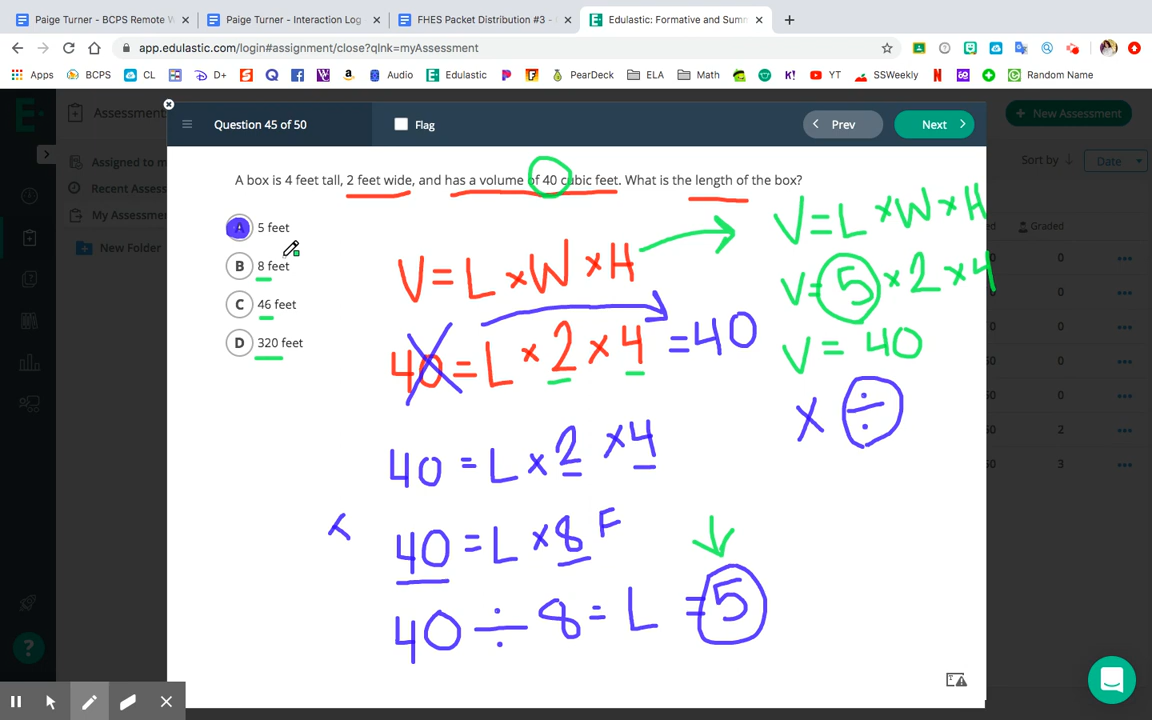 Paige Turner - BCPS Remote W
Paige Turner - Interaction Log
FHES Packet Distribution #3 -
Edulastic: Formative and Summ
app.edulastic.com/login#assignment/close?qlnk=myAssessment
Apps BCPS CL D+ Audio Edulastic PearDeck ELA Math K! YT SSWeekly Random Name
Assessments
New Assessment
Question 45 of 50
Flag
Prev
Next
Assigned to m
Sort by
Date
Recent Assess
My Assessmen
New Folder
Graded
A box is 4 feet tall, 2 feet wide, and has a volume of 40 cubic feet. What is the length of the box?
A 5 feet
B 8 feet
C 46 feet
D 320 feet
V = L × W × H
V = L × W × H
V = 5 × 2 × 4
40 = L × 2 × 4 = 40
V = 40
× ÷
40 = L × 2 × 4
40 = L × 8 F
40 ÷ 8 = L = 5